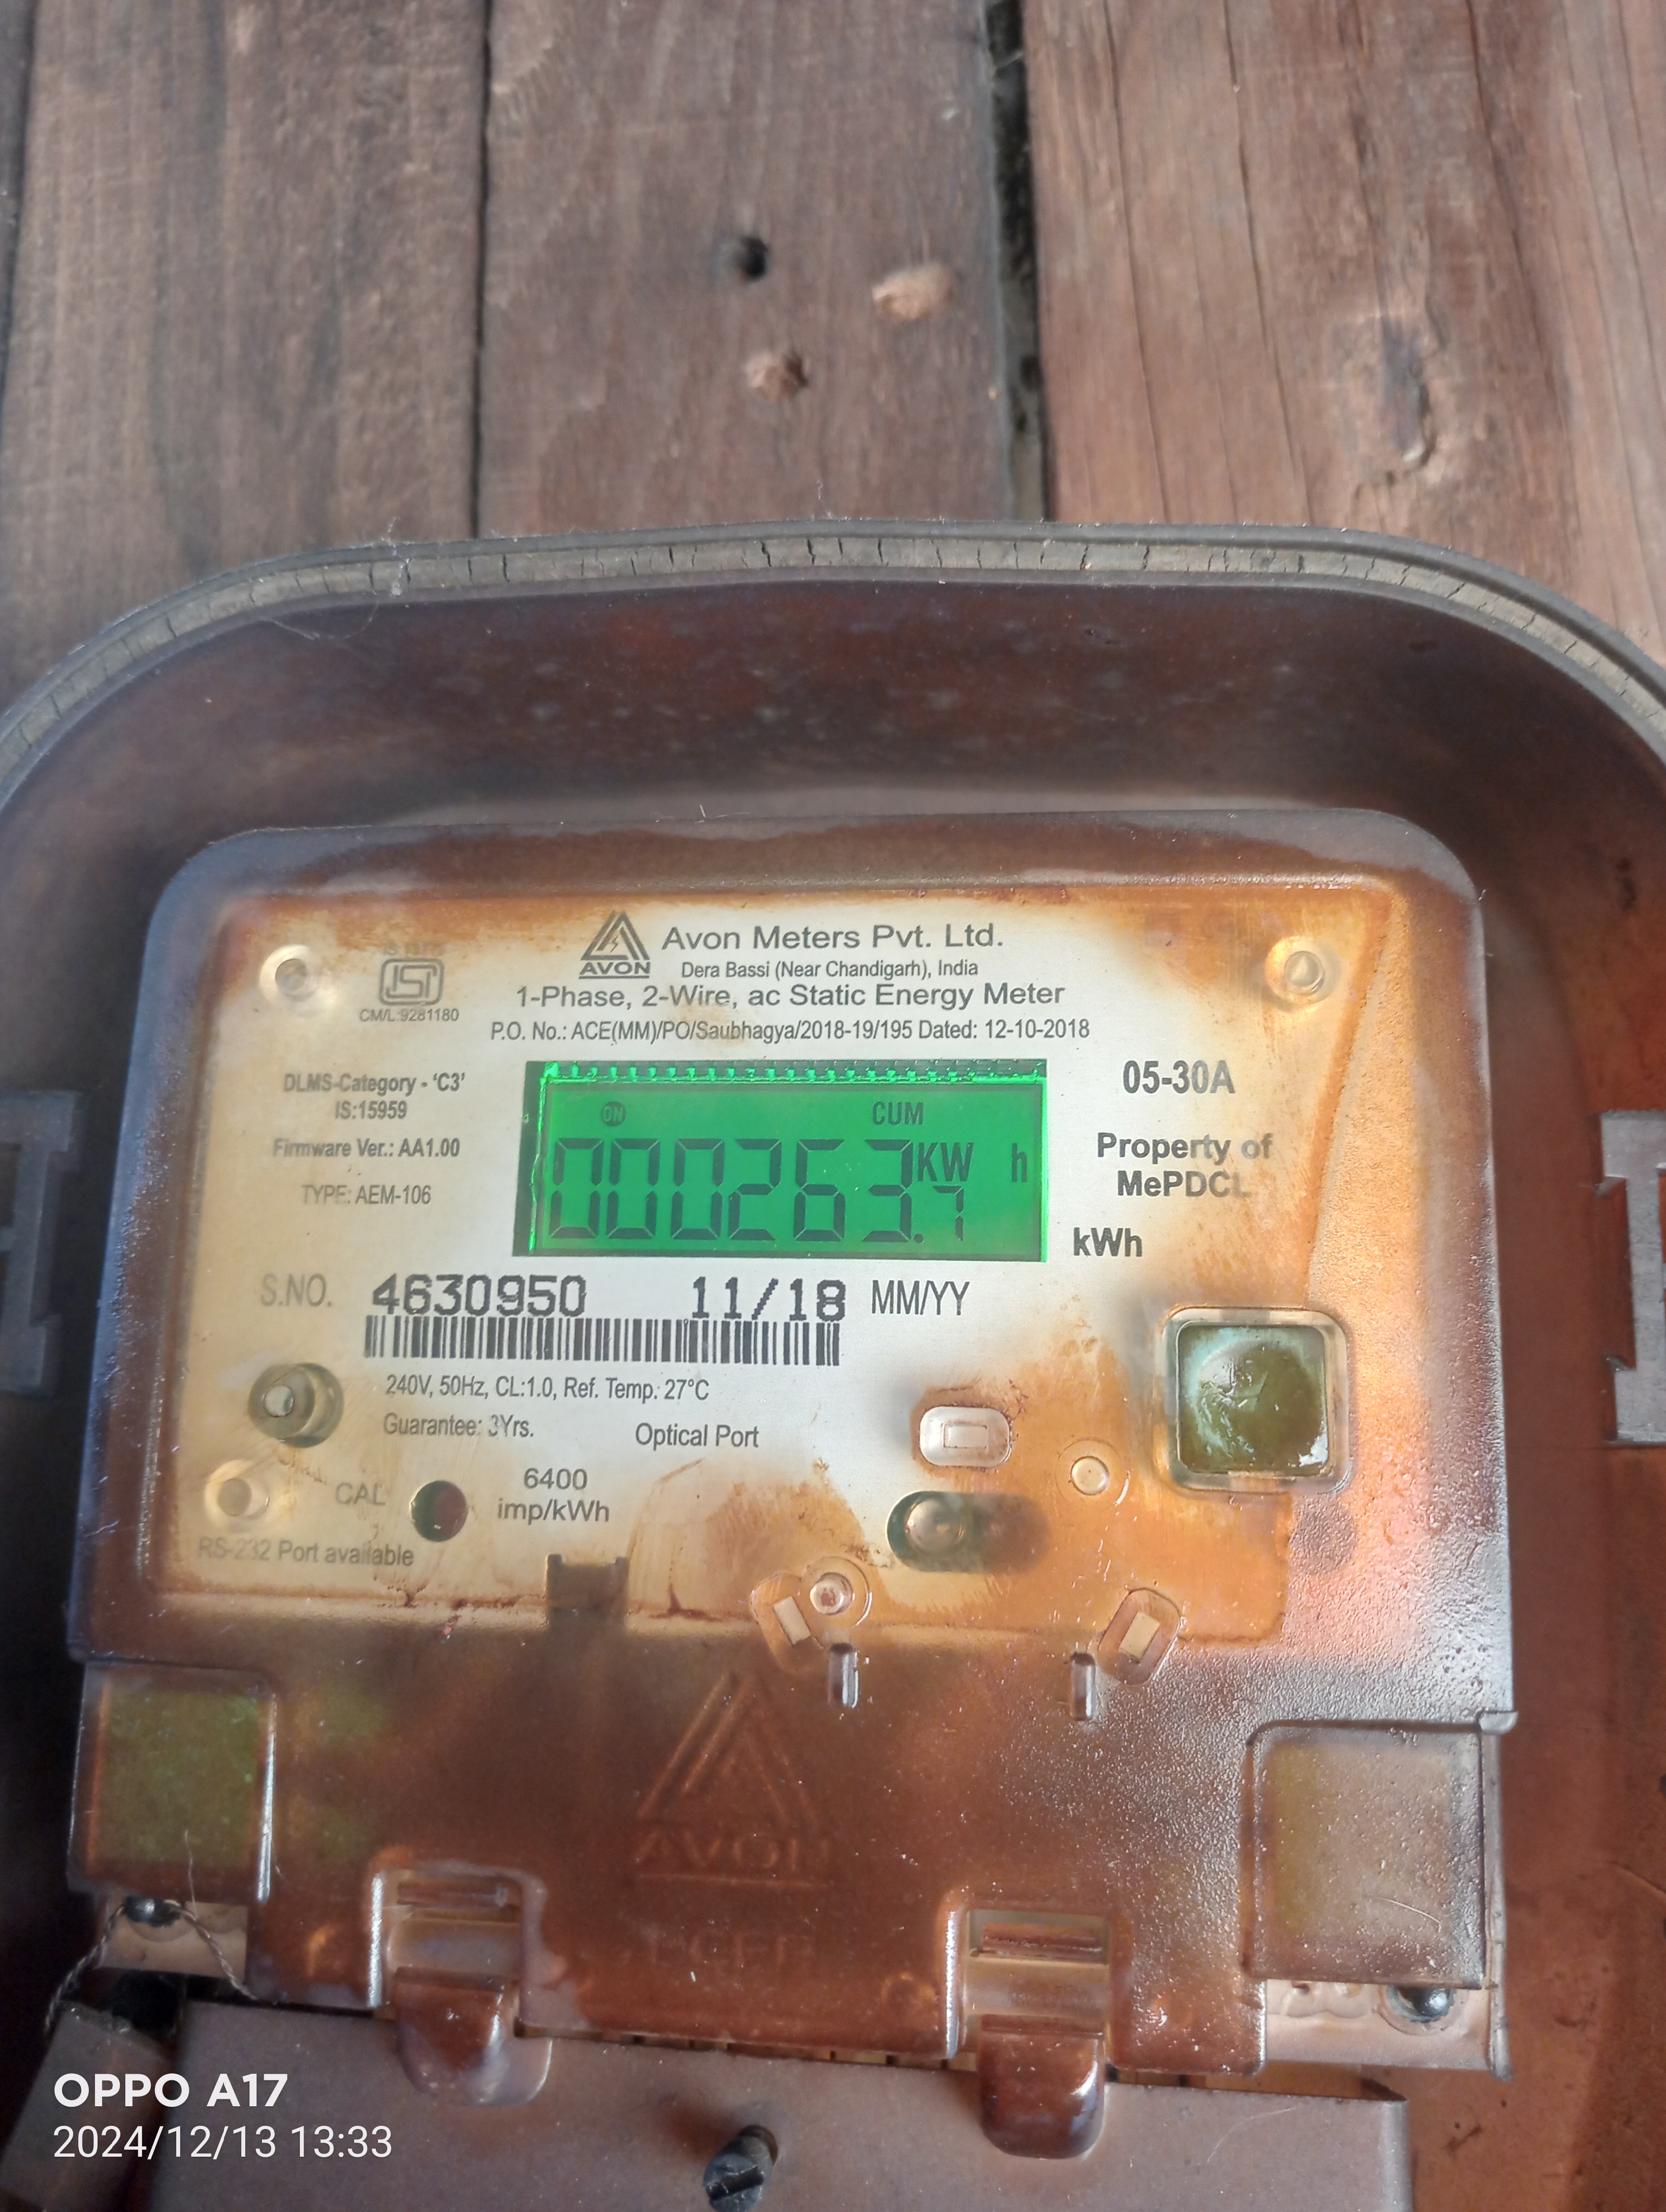 AVON
Avon Meters Pvt. Ltd.
Dera Bassi (Near Chandigarh), India
1-Phase, 2-Wire, ac Static Energy Meter
P.O. No.: ACE(MM)/PO/Saubhagya/2018-19/195 Dated: 12-10-2018
ISI
CM/L:9281180
DLMS-Category - 'C3'
IS:15959
Firmware Ver.: AA1.00
TYPE: AEM-106
ON CUM
000263.7 KW h
05-30A
Property of
MePDCL
kWh
S.NO. 4630950 11/18 MM/YY
240V, 50Hz, CL:1.0, Ref. Temp. 27°C
Guarantee: 3Yrs.
Optical Port
CAL
6400
imp/kWh
RS-232 Port available
AVON
OPPO A17
2024/12/13 13:33